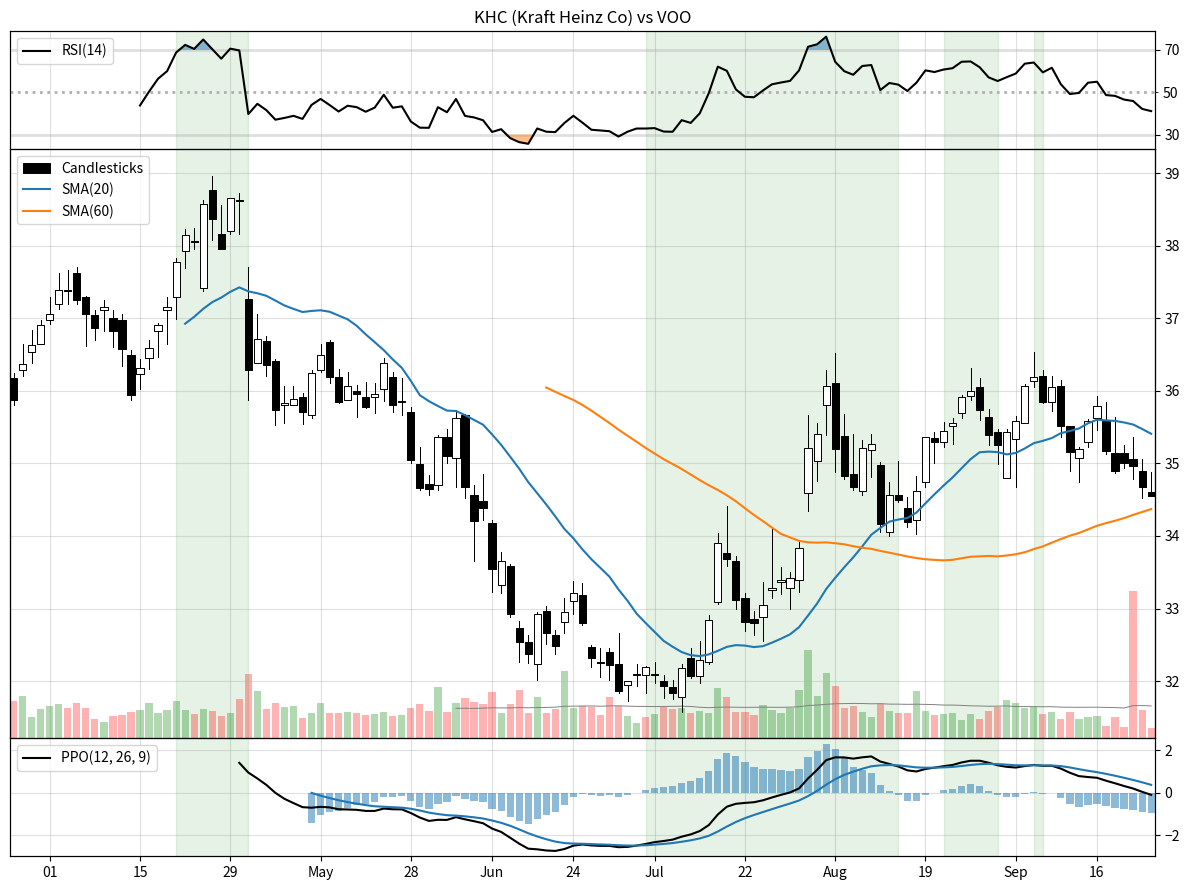 KHC (Kraft Heinz Co) vs VOO
RSI(14)
70
50
30
Candlesticks
SMA(20)
SMA(60)
39
38
37
36
35
34
33
32
PPO(12, 26, 9)
2
0
−2
01 15 29 May 28 Jun 24 Jul 22 Aug 19 Sep 16